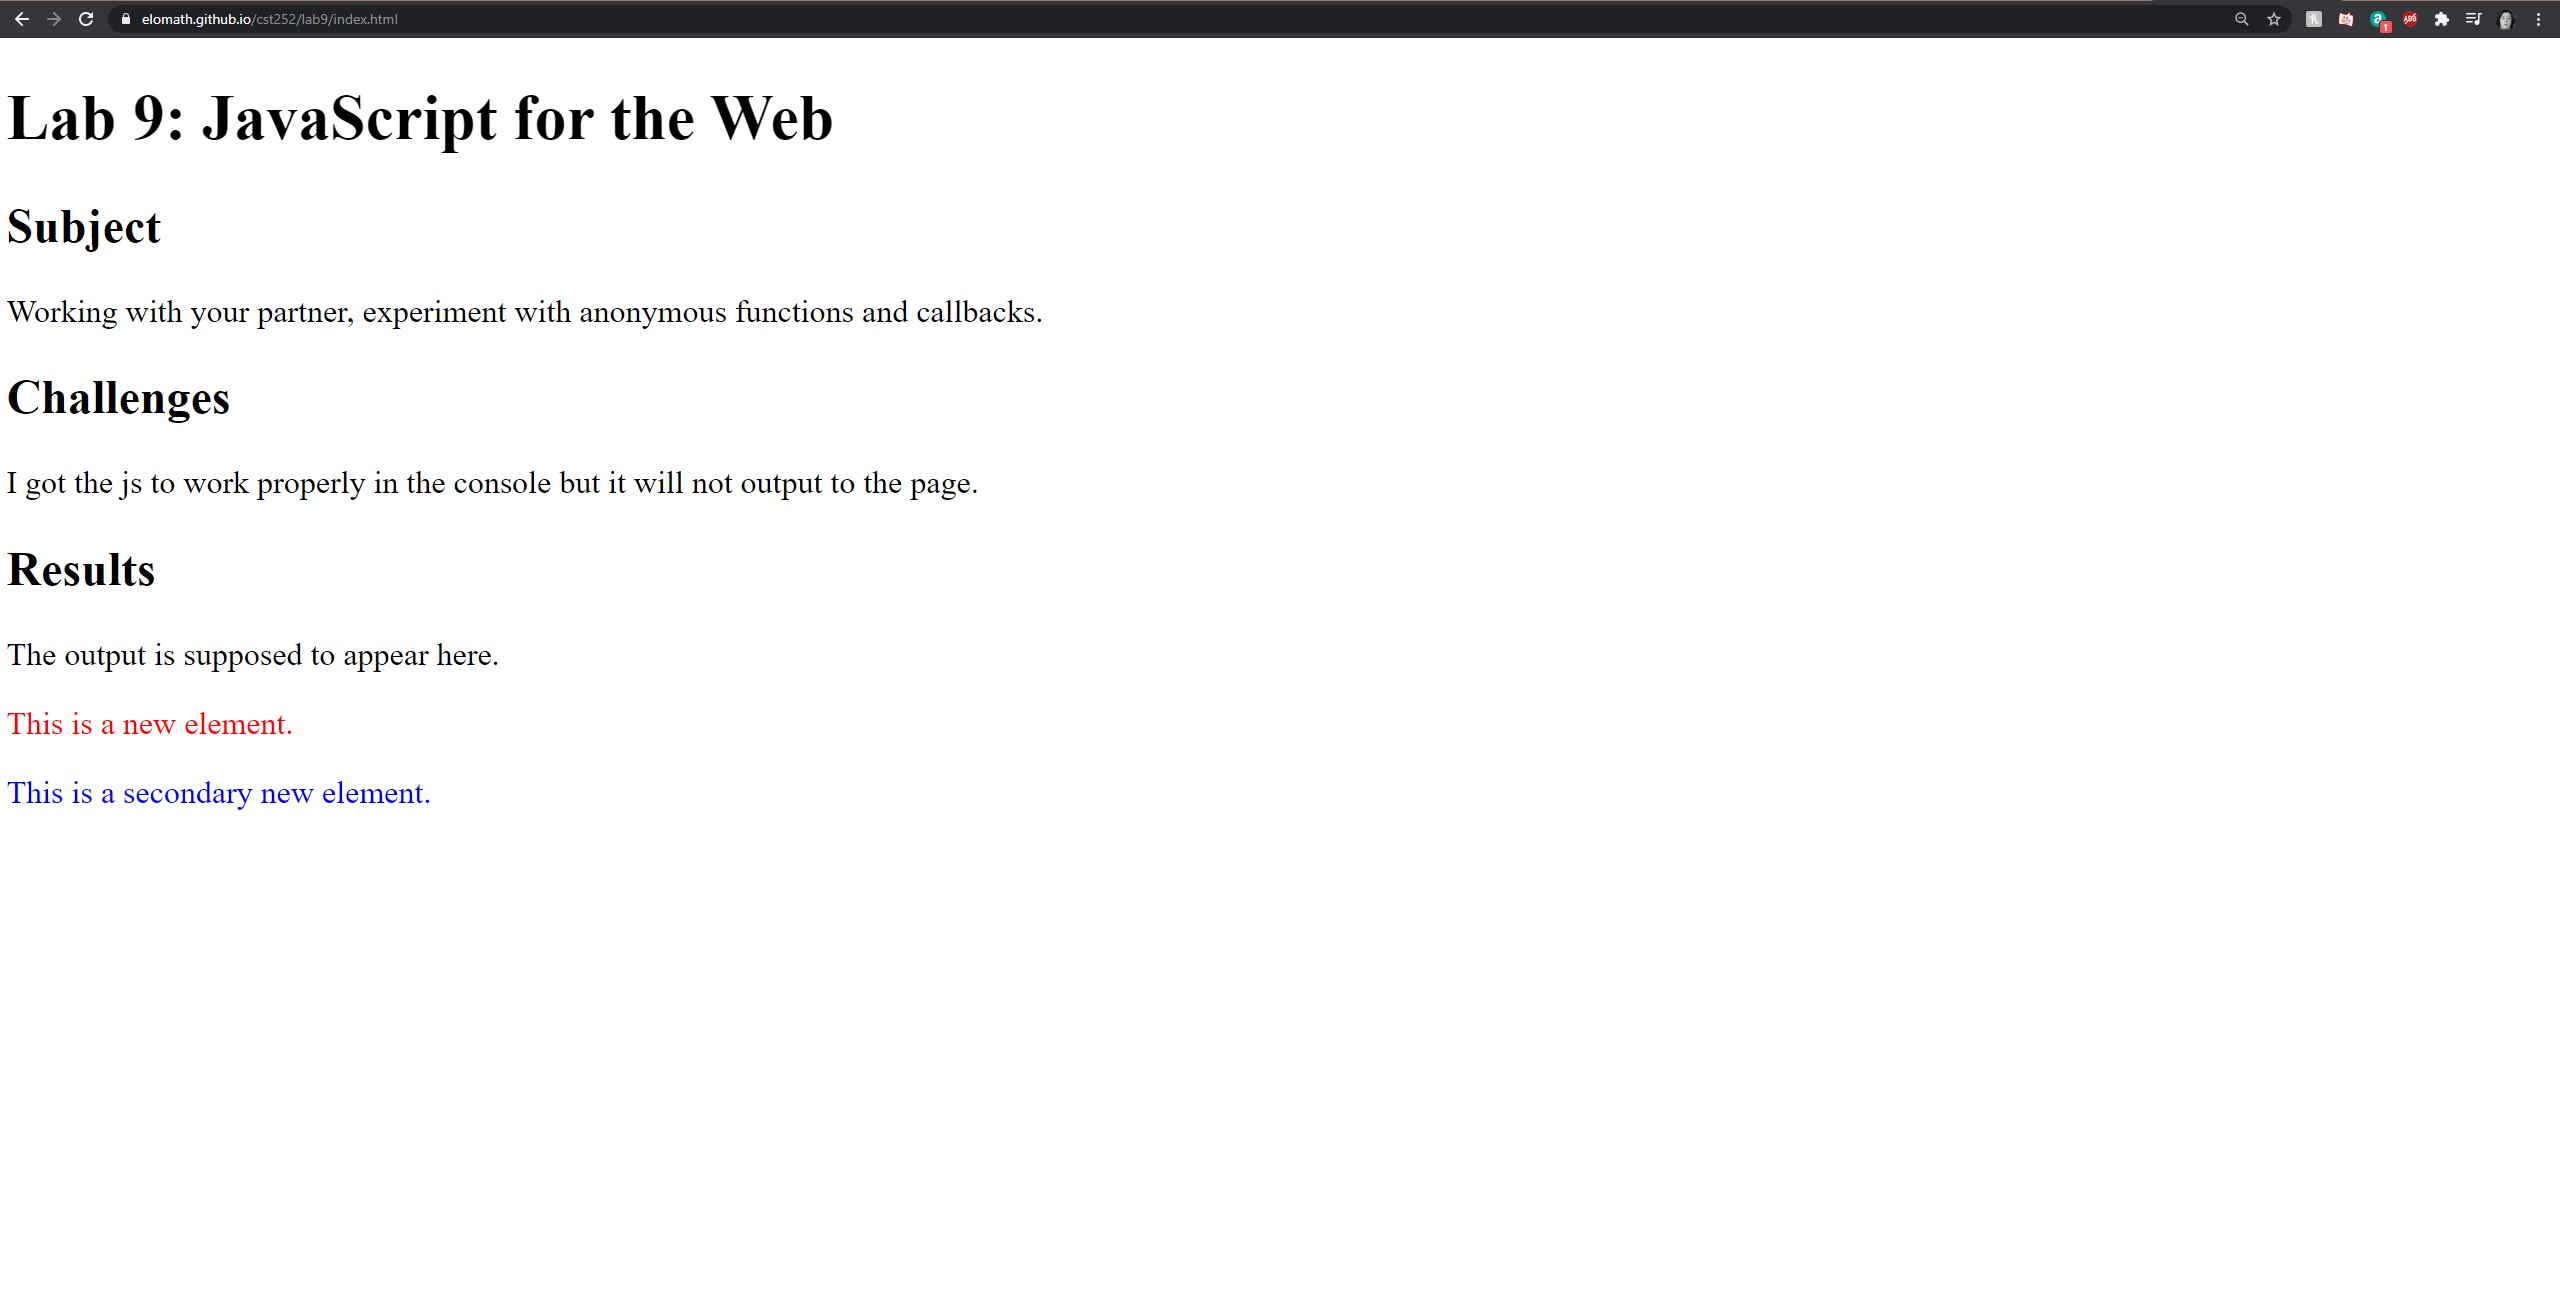 elomath.github.io/cst252/lab9/index.html
1
Lab 9: JavaScript for the Web
Subject
Working with your partner, experiment with anonymous functions and callbacks.
Challenges
I got the js to work properly in the console but it will not output to the page.
Results
The output is supposed to appear here.
This is a new element.
This is a secondary new element.